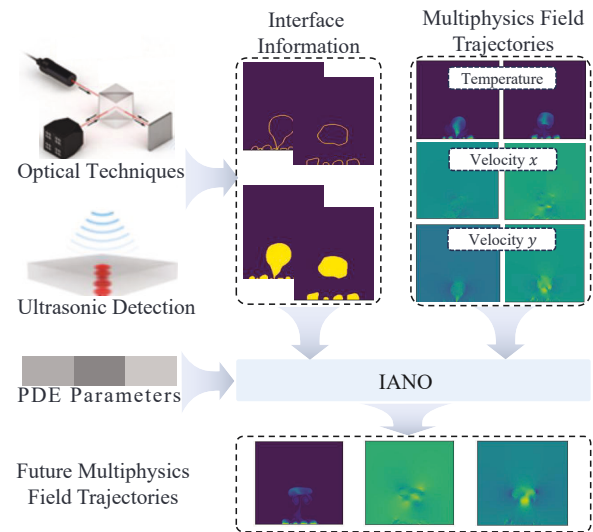 Interface
Information
Multiphysics Field
Trajectories
Temperature
Velocity x
Velocity y
Optical Techniques
Ultrasonic Detection
PDE Parameters
IANO
Future Multiphysics
Field Trajectories